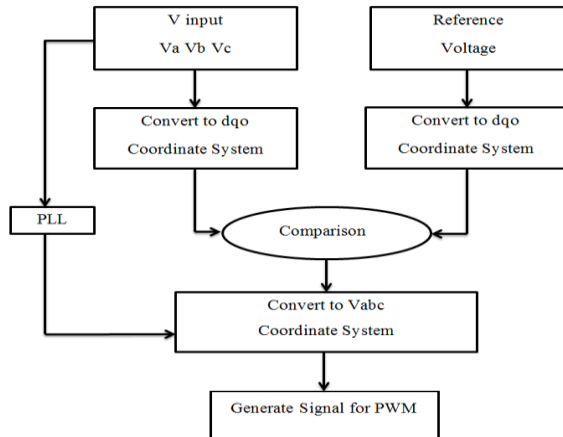 V input
Va Vb Vc
Reference
Voltage
Convert to dqo
Coordinate System
Convert to dqo
Coordinate System
PLL
Comparison
Convert to Vabc
Coordinate System
Generate Signal for PWM